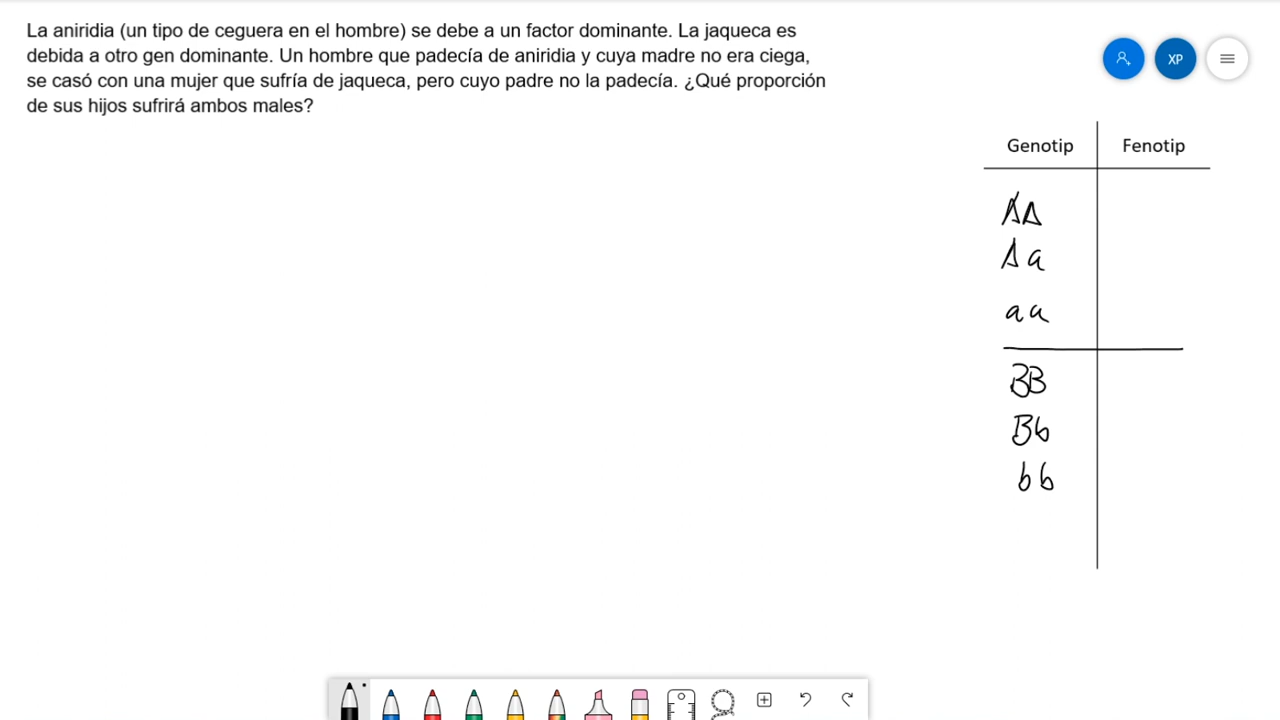 La aniridia (un tipo de ceguera en el hombre) se debe a un factor dominante. La jaqueca es
debida a otro gen dominante. Un hombre que padecía de aniridia y cuya madre no era ciega,
se casó con una mujer que sufría de jaqueca, pero cuyo padre no la padecía. ¿Qué proporción
de sus hijos sufrirá ambos males?
XP
Genotip Fenotip
AA
Aa
aa
BB
Bb
bb